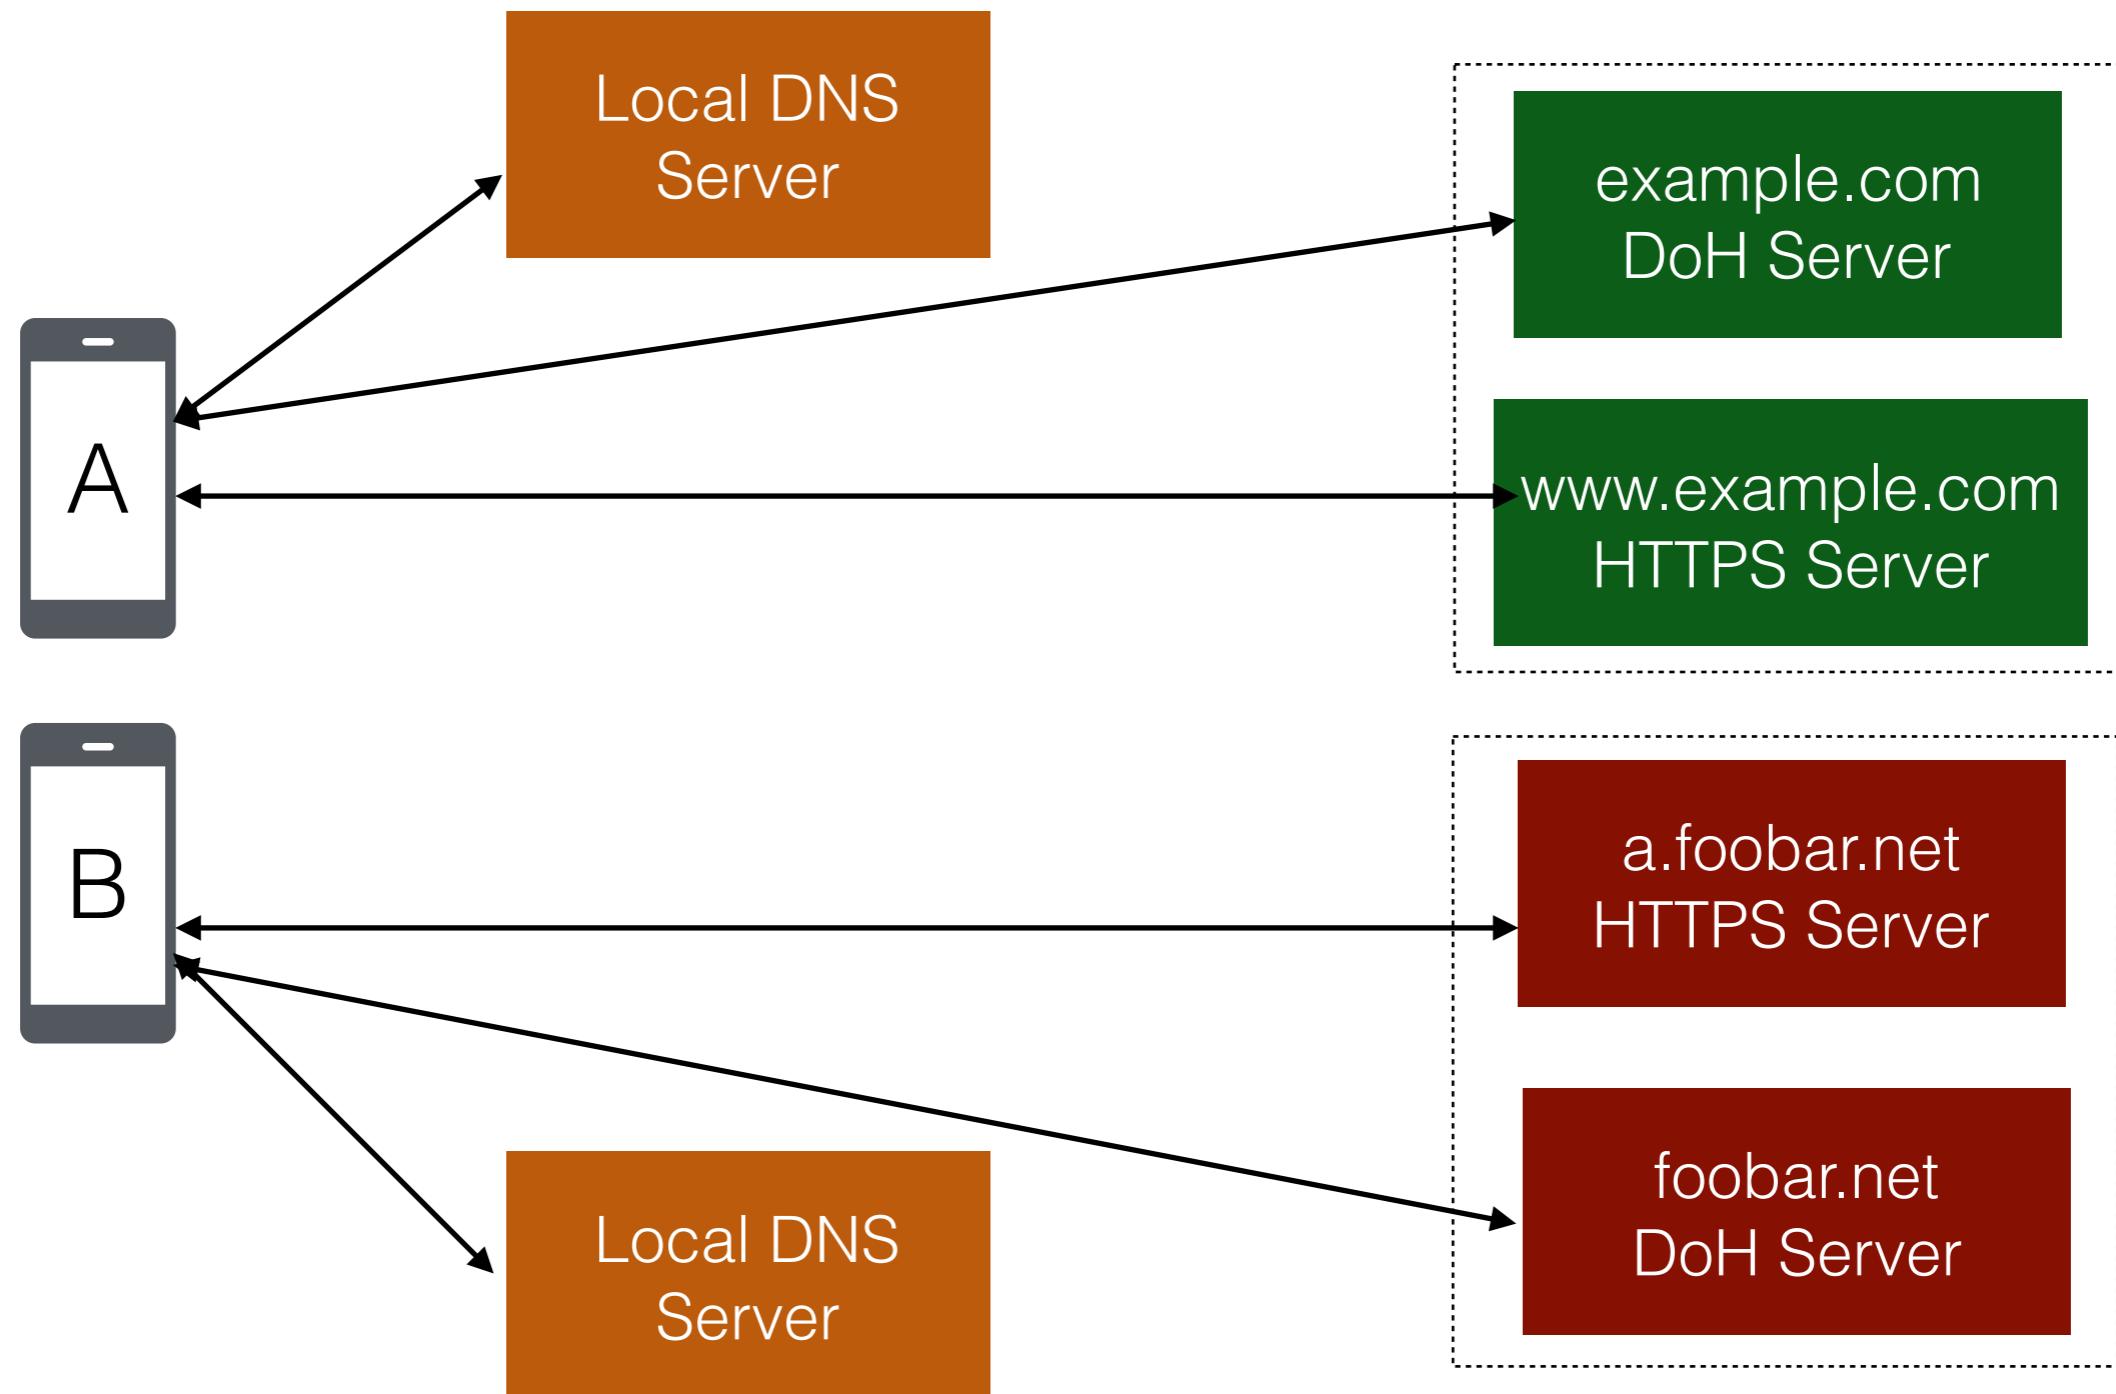 Local DNS
Server
example.com
DoH Server
A
www.example.com
HTTPS Server
B
a.foobar.net
HTTPS Server
foobar.net
DoH Server
Local DNS
Server